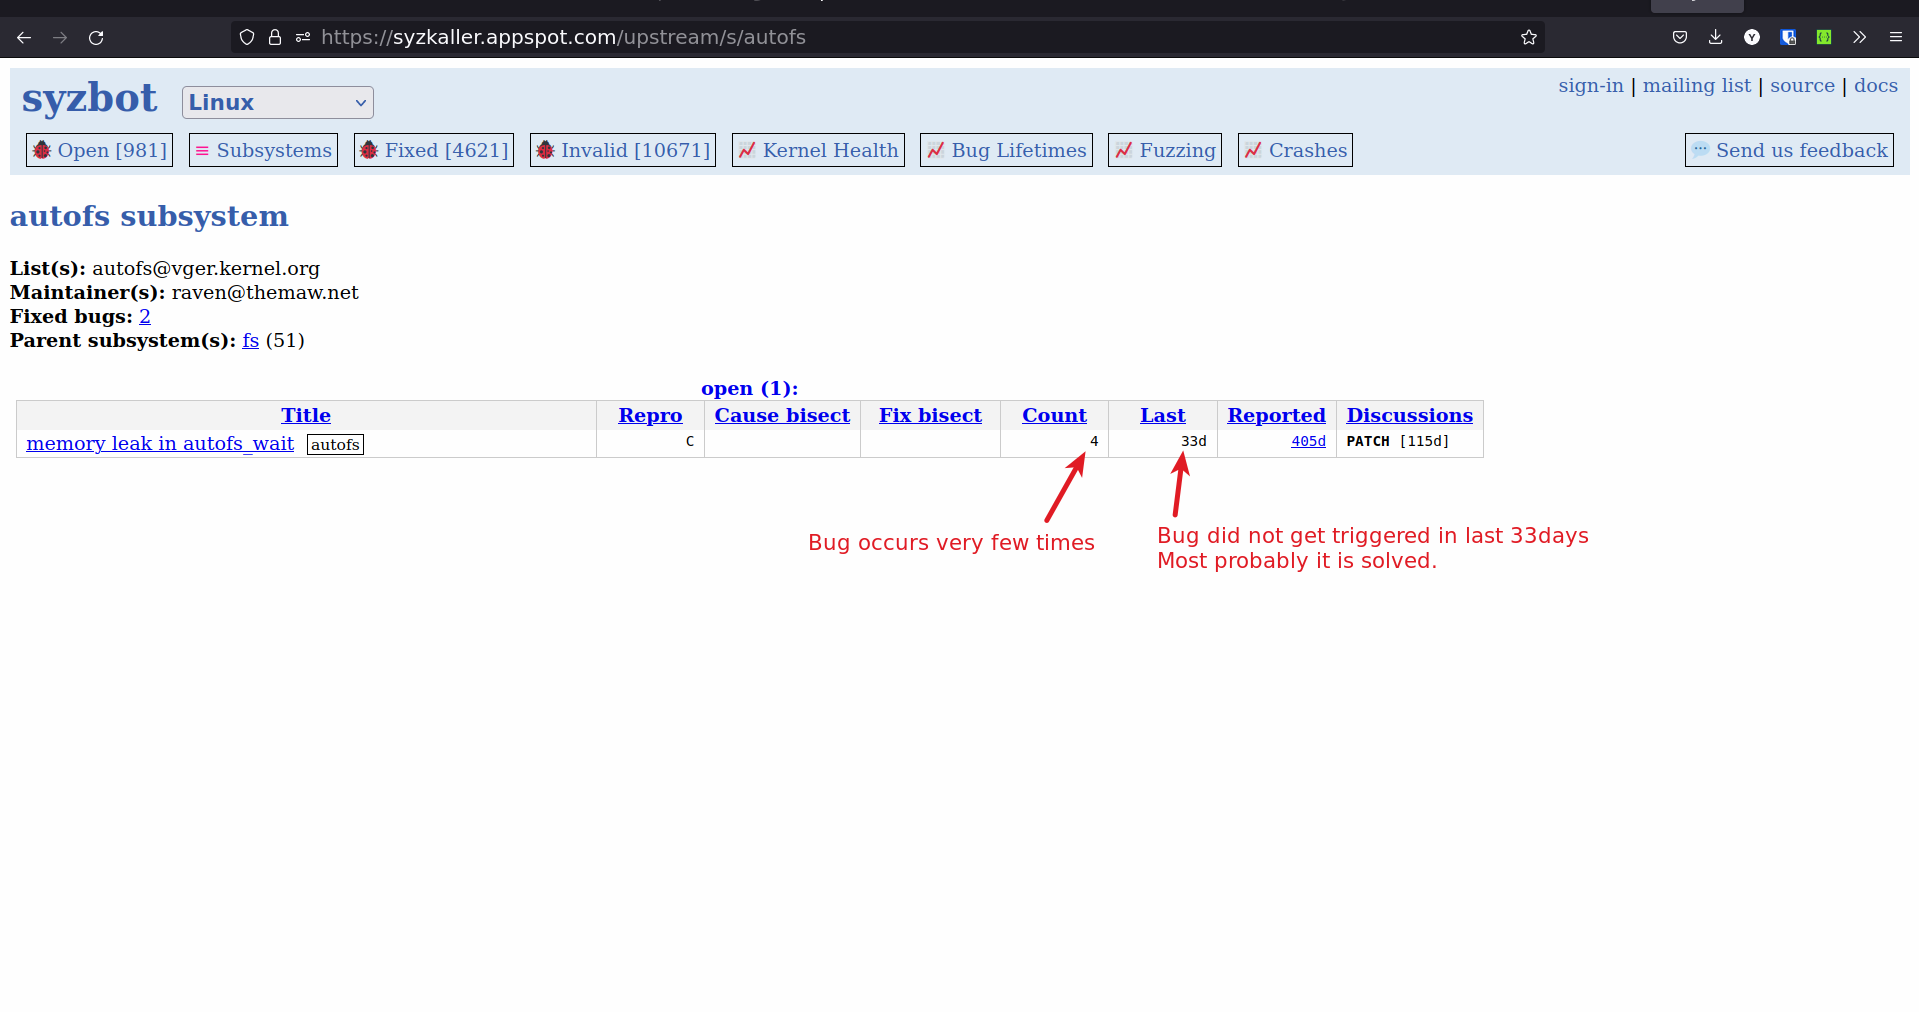 https://syzkaller.appspot.com/upstream/s/autofs
sign-in | mailing list | source | docs
syzbot Linux
Open [981] Subsystems Fixed [4621] Invalid [10671] Kernel Health Bug Lifetimes Fuzzing Crashes Send us feedback
autofs subsystem
List(s): autofs@vger.kernel.org
Maintainer(s): raven@themaw.net
Fixed bugs: 2
Parent subsystem(s): fs (51)
open (1):
Title Repro Cause bisect Fix bisect Count Last Reported Discussions
memory leak in autofs_wait autofs C 4 33d 405d PATCH [115d]
Bug occurs very few times
Bug did not get triggered in last 33days
Most probably it is solved.